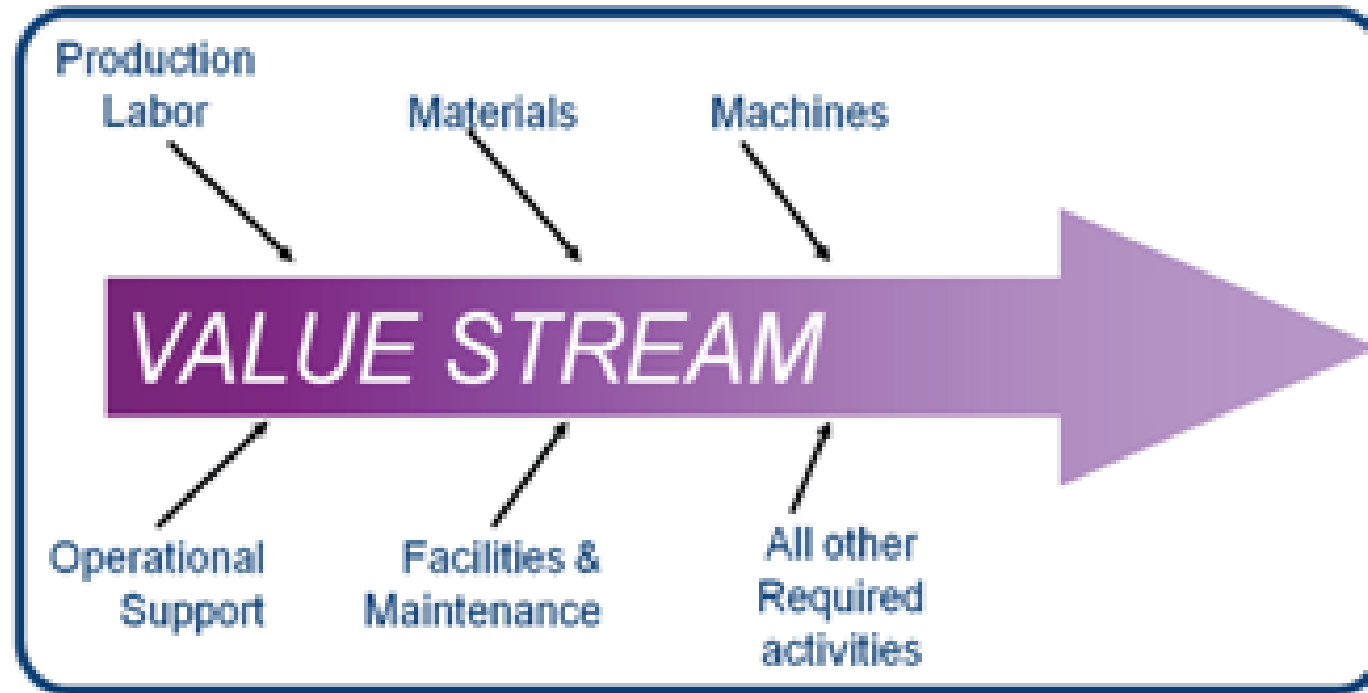 Production
Labor
Materials
Machines
VALUE STREAM
Operational
Support
Facilities &
Maintenance
All other
Required
activities